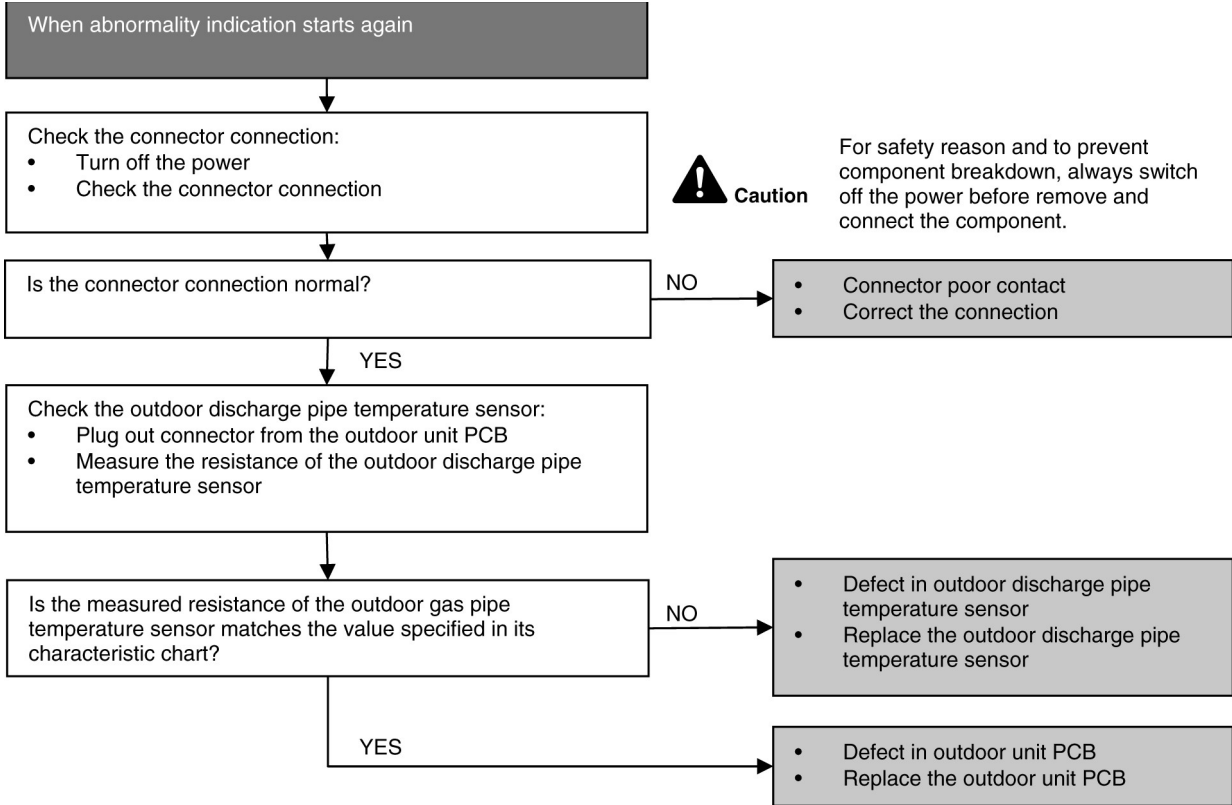 When abnormality indication starts again
Check the connector connection:
• Turn off the power
• Check the connector connection
Caution
For safety reason and to prevent
component breakdown, always switch
off the power before remove and
connect the component.
Is the connector connection normal?
NO
• Connector poor contact
• Correct the connection
YES
Check the outdoor discharge pipe temperature sensor:
• Plug out connector from the outdoor unit PCB
• Measure the resistance of the outdoor discharge pipe
temperature sensor
Is the measured resistance of the outdoor gas pipe
temperature sensor matches the value specified in its
characteristic chart?
NO
• Defect in outdoor discharge pipe
temperature sensor
• Replace the outdoor discharge pipe
temperature sensor
YES
• Defect in outdoor unit PCB
• Replace the outdoor unit PCB